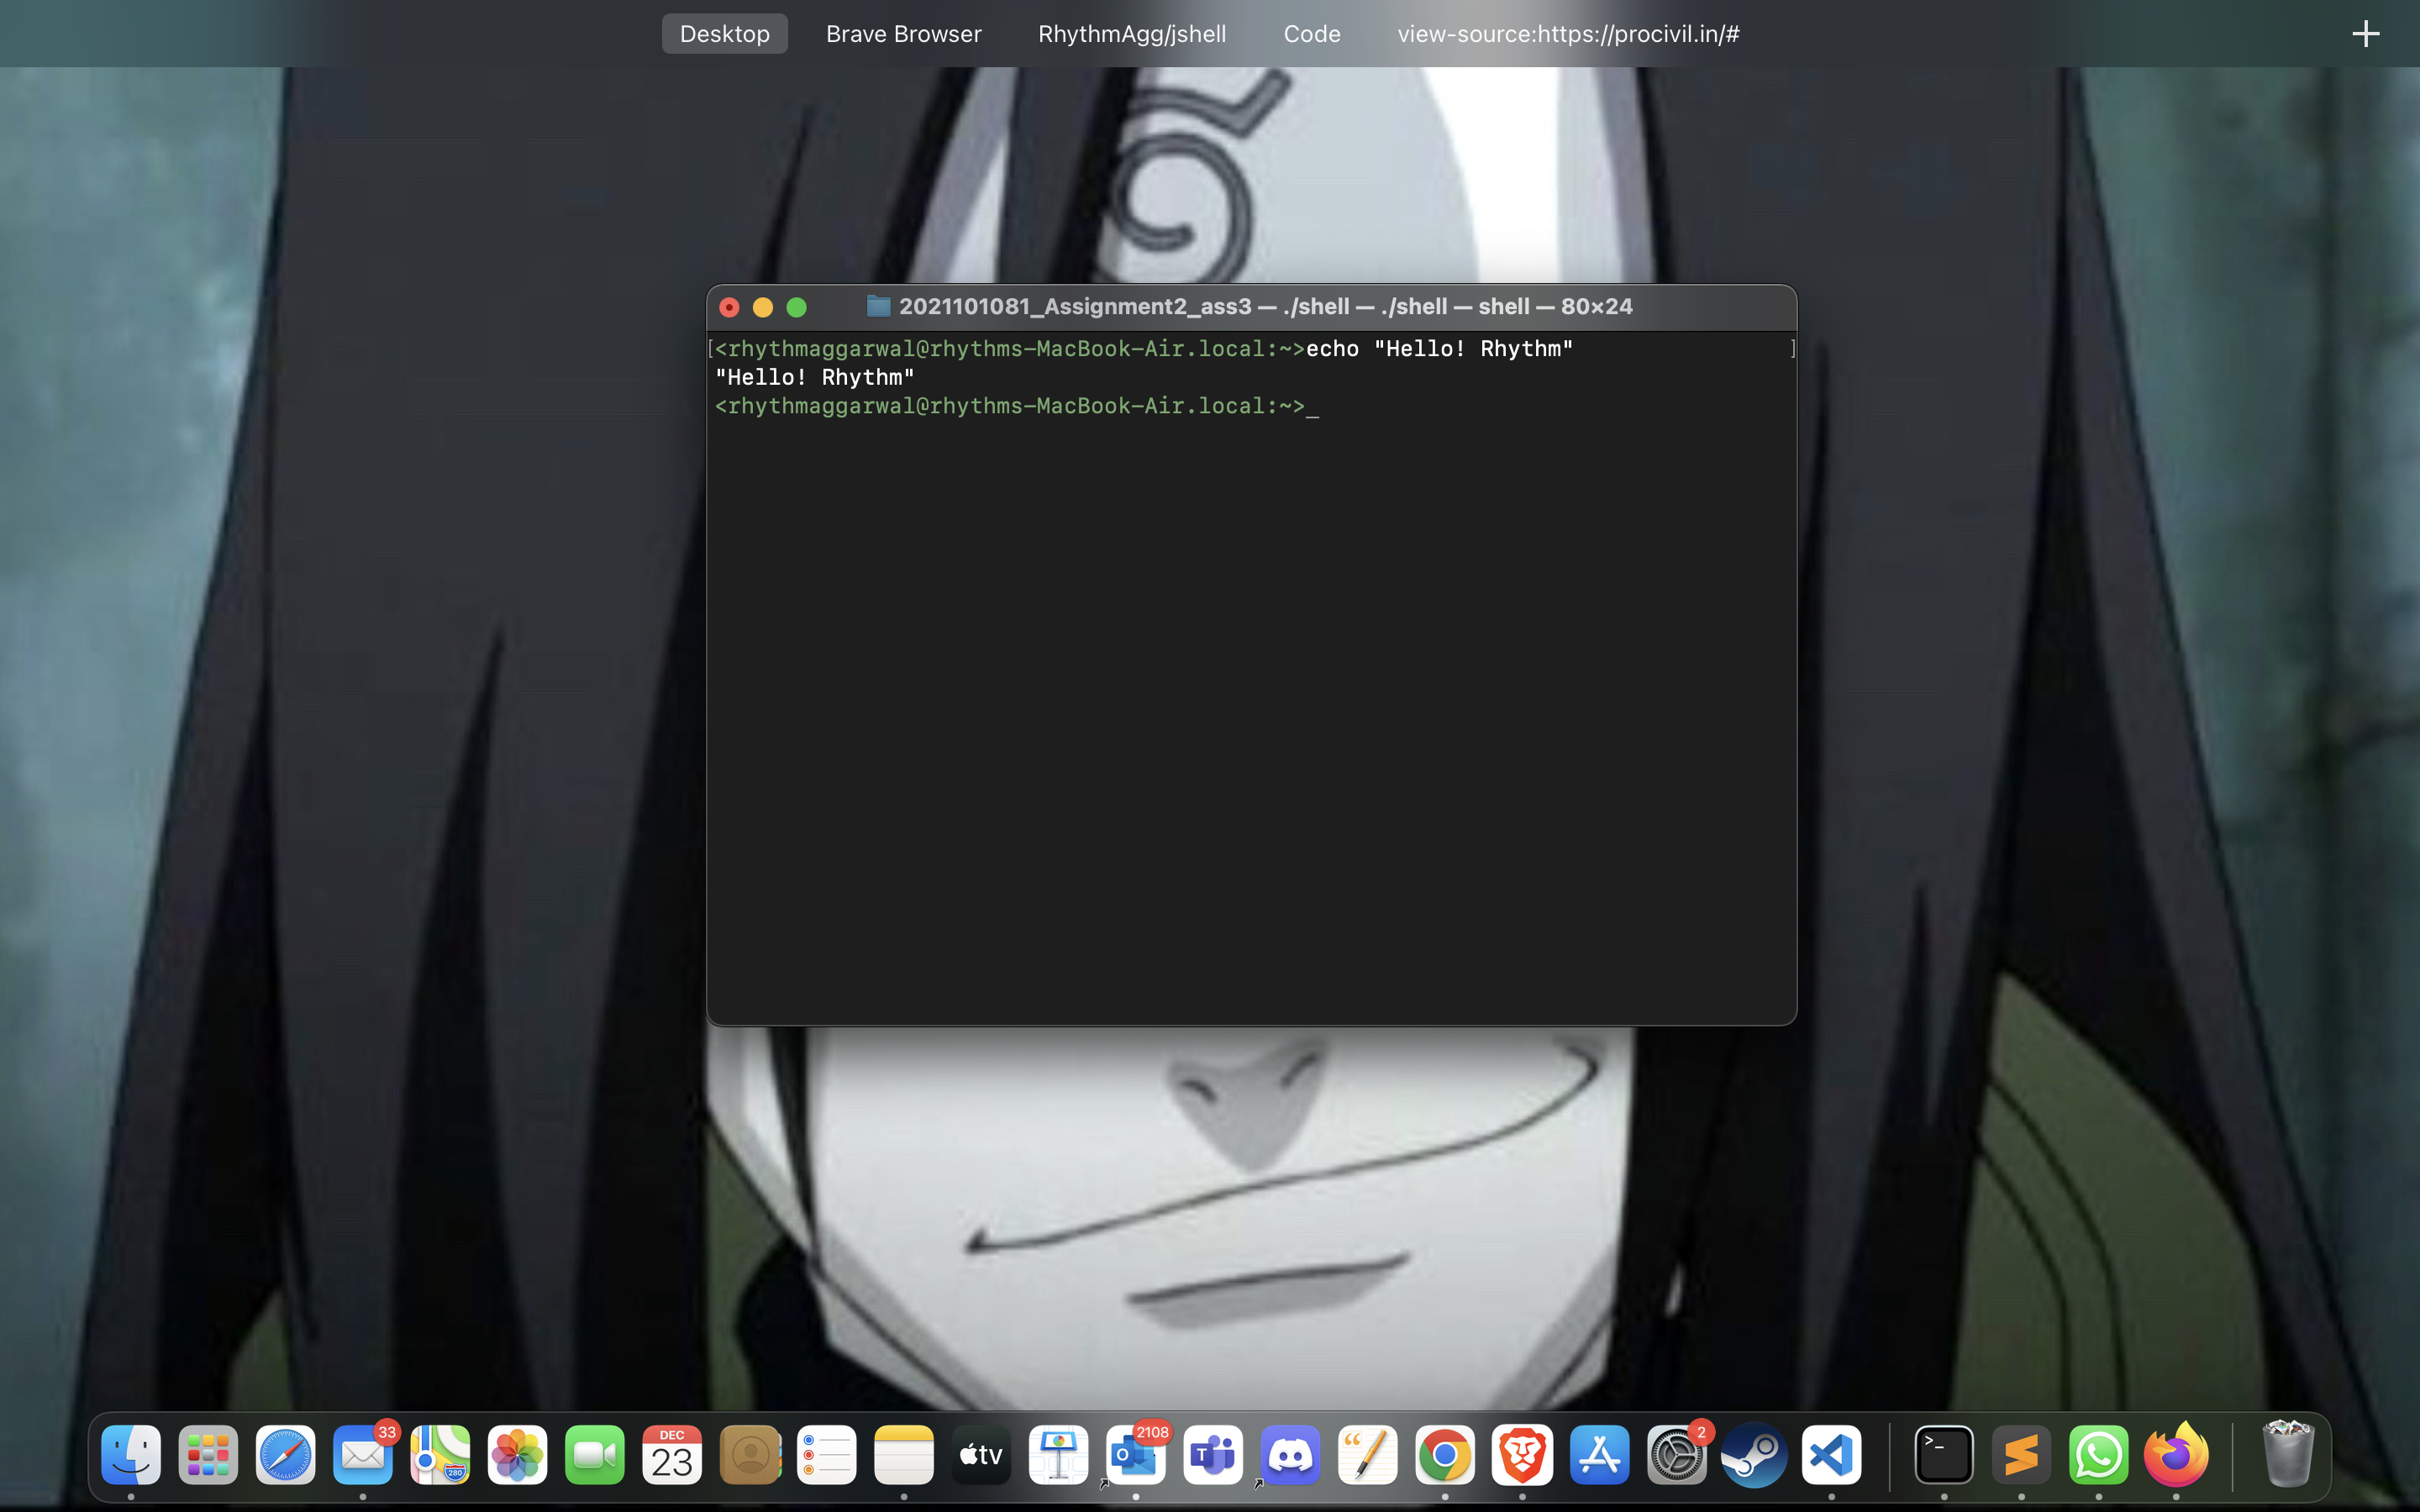 Desktop Brave Browser RhythmAgg/jshell Code view-source:https://procivil.in/#
2021101081_Assignment2_ass3 — ./shell — ./shell — shell — 80×24
[<rhythmaggarwal@rhythms-MacBook-Air.local:~>echo "Hello! Rhythm" ]
"Hello! Rhythm"
<rhythmaggarwal@rhythms-MacBook-Air.local:~>_
33
280
DEC
23
tv
2108
O
T
2
>_